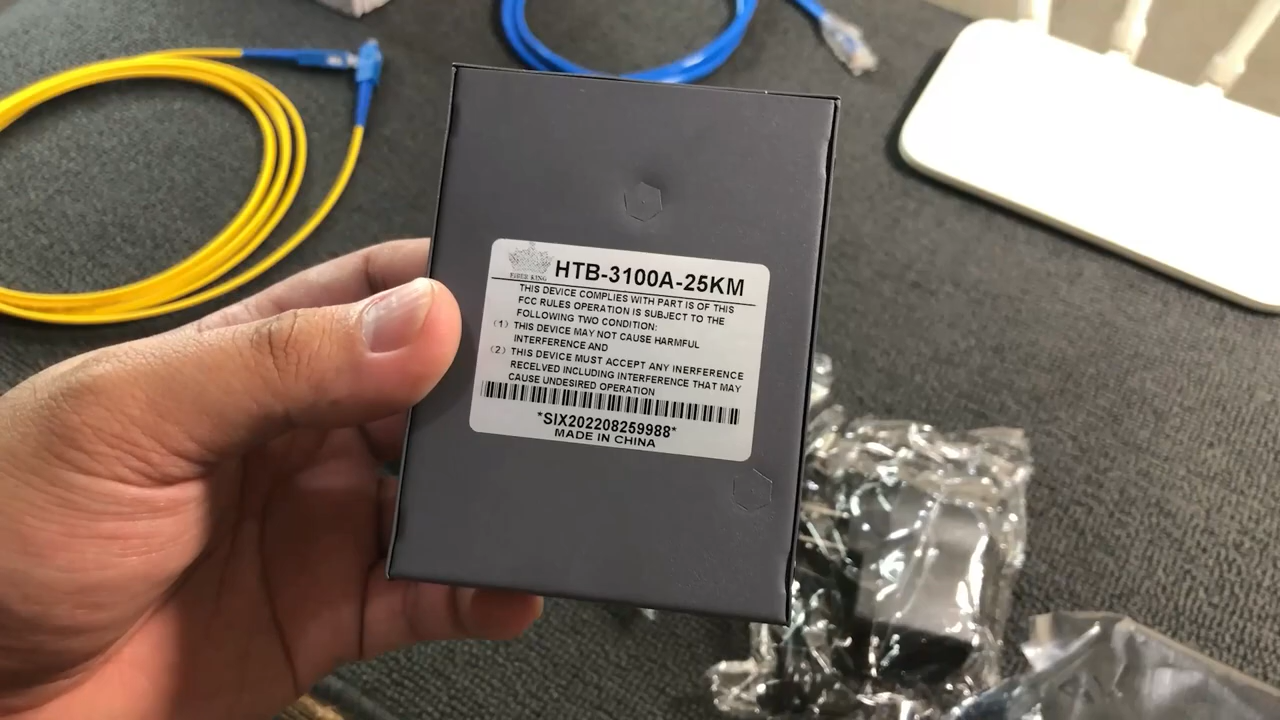 FIBER KING
HTB-3100A-25KM
THIS DEVICE COMPLIES WITH PART IS OF THIS
FCC RULES OPERATION IS SUBJECT TO THE
FOLLOWING TWO CONDITION:
(1) THIS DEVICE MAY NOT CAUSE HARMFUL
INTERFERENCE AND
(2) THIS DEVICE MUST ACCEPT ANY INERFERENCE
RECEIVED INCLUDING INTERFERENCE THAT MAY
CAUSE UNDESIRED OPERATION
*SIX202208259988*
MADE IN CHINA